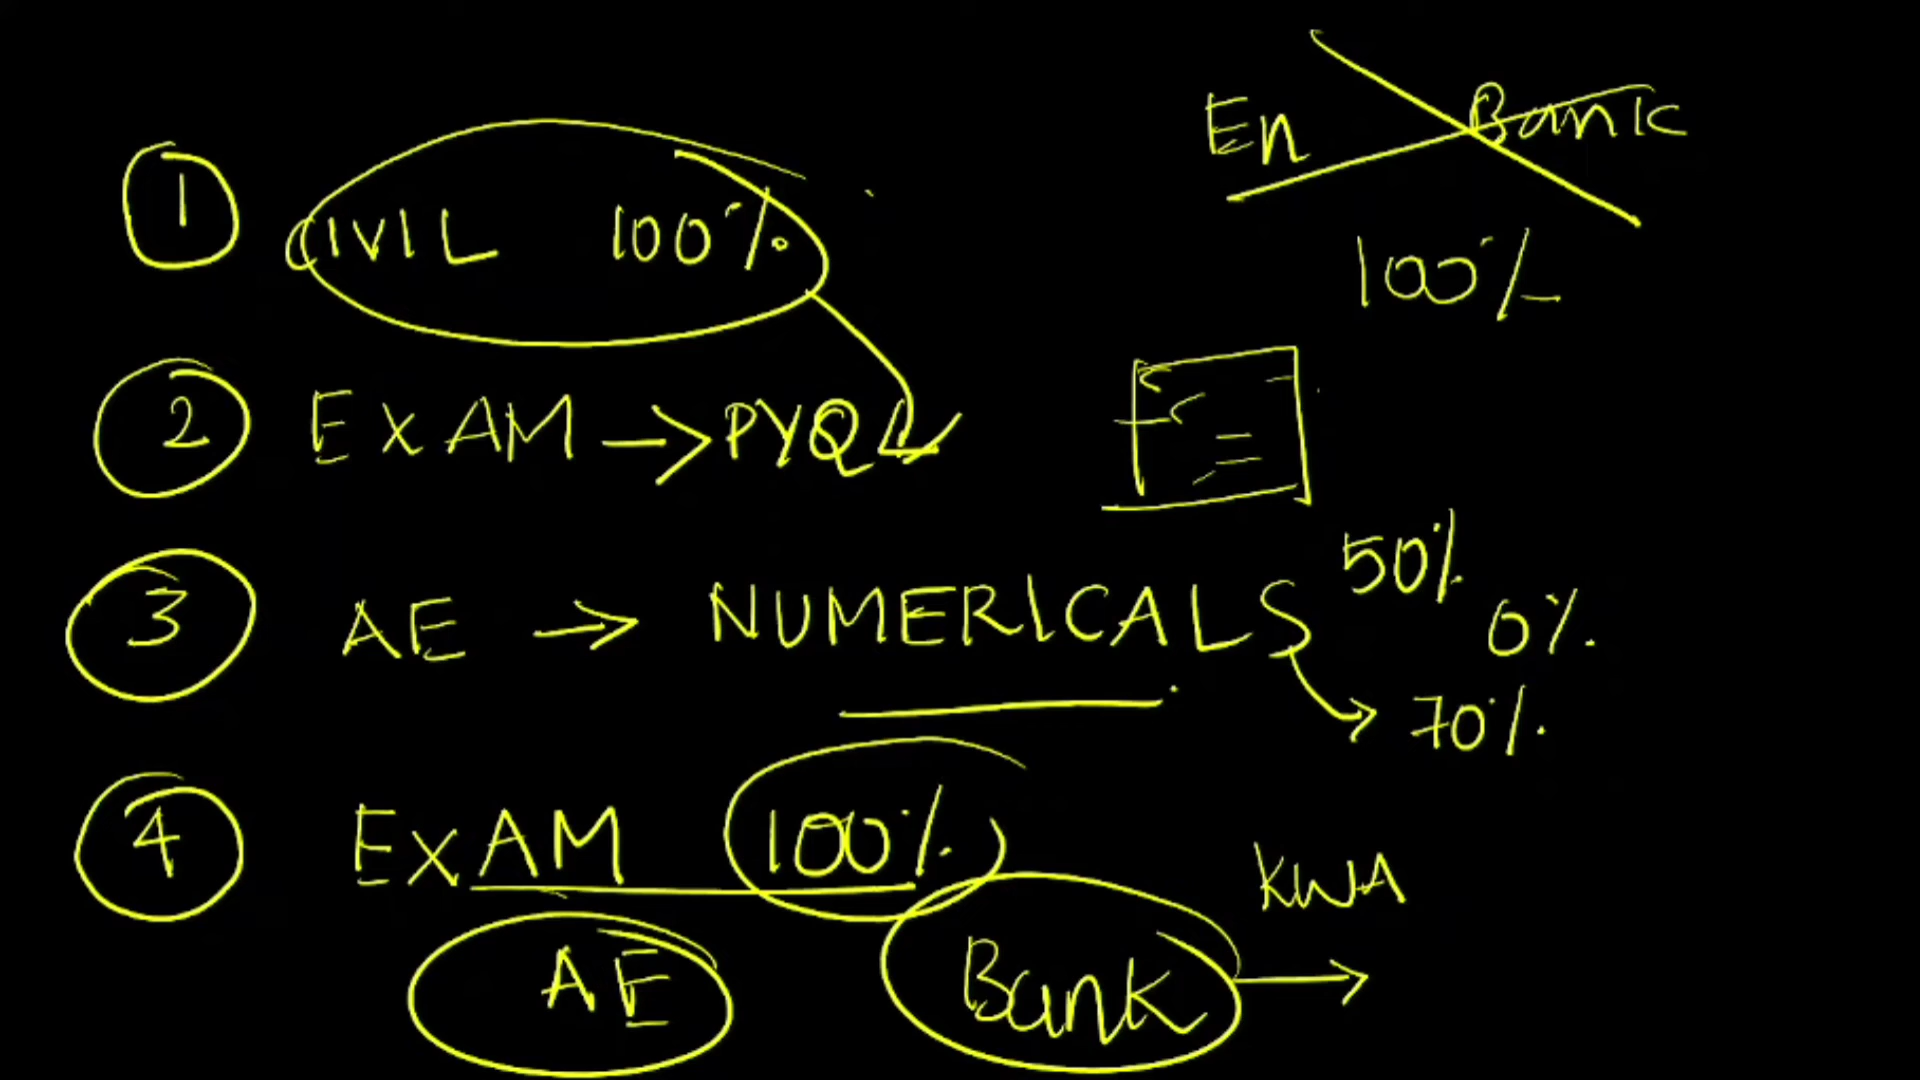 En Bank
100%
1 CIVIL 100%
2 EXAM → PYQ
50%
3 AE → NUMERICALS 0%.
→ 70%.
4 EXAM 100%.
KWA
AE Bank →